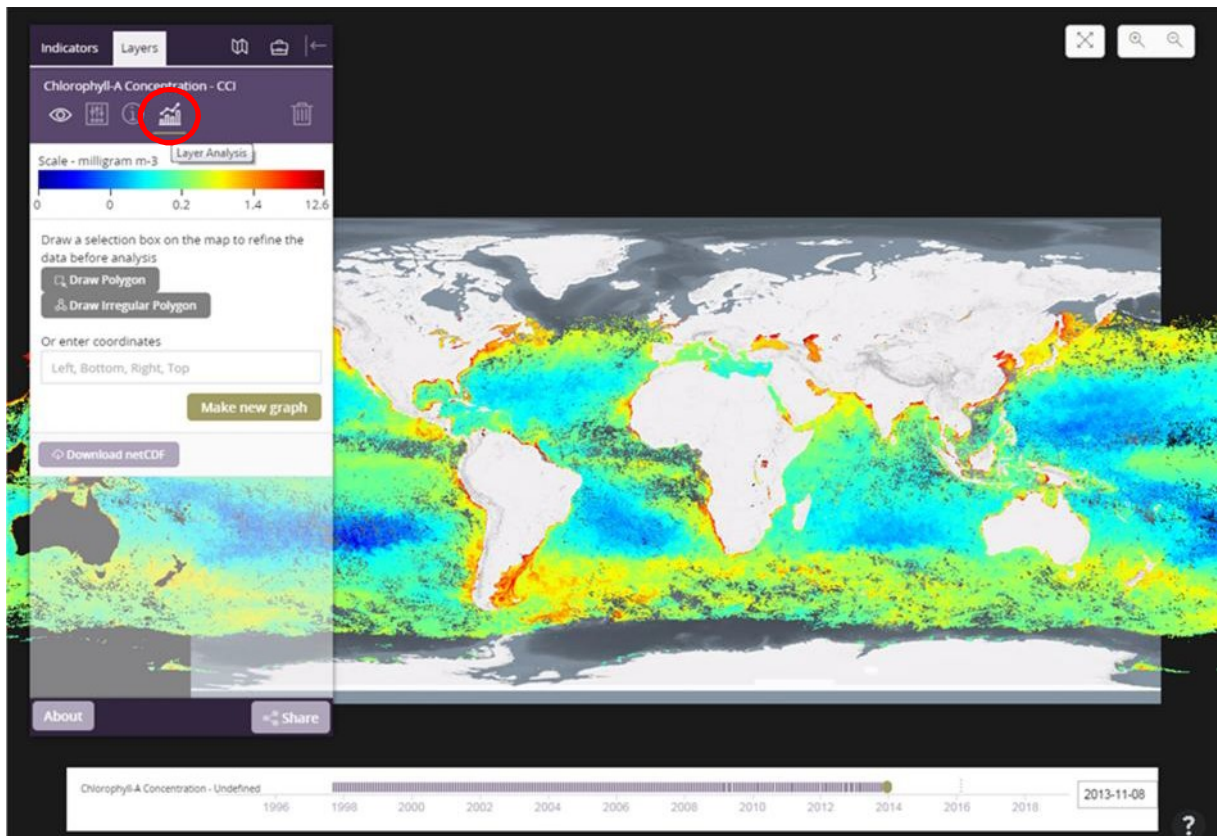 Indicators Layers
Chlorophyll-A Concentration - CCI
Layer Analysis
Scale - milligram m-3
0 0 0.2 1.4 12.6
Draw a selection box on the map to refine the
data before analysis
Draw Polygon
Draw Irregular Polygon
Or enter coordinates
Left, Bottom, Right, Top
Make new graph
Download netCDF
About Share
Chlorophyll-A Concentration - Undefined
1996 1998 2000 2002 2004 2006 2008 2010 2012 2014 2016 2018
2013-11-08
?